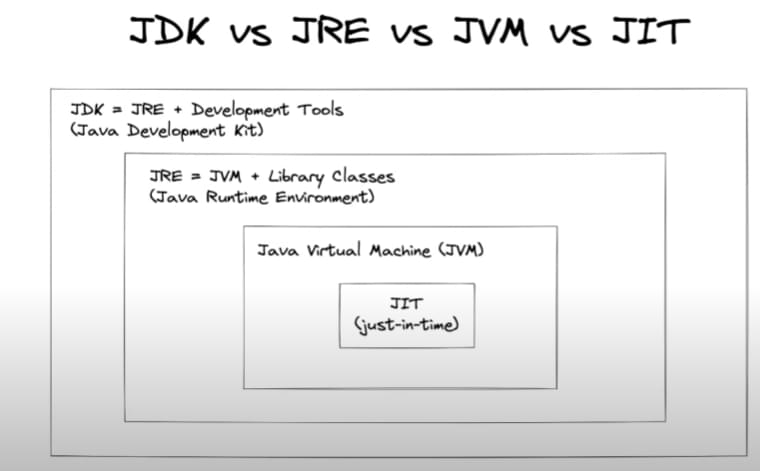 JDK vs JRE vs JVM vs JIT
JDK = JRE + Development Tools
(Java Development Kit)
JRE = JVM + Library Classes
(Java Runtime Environment)
Java Virtual Machine (JVM)
JIT
(just-in-time)